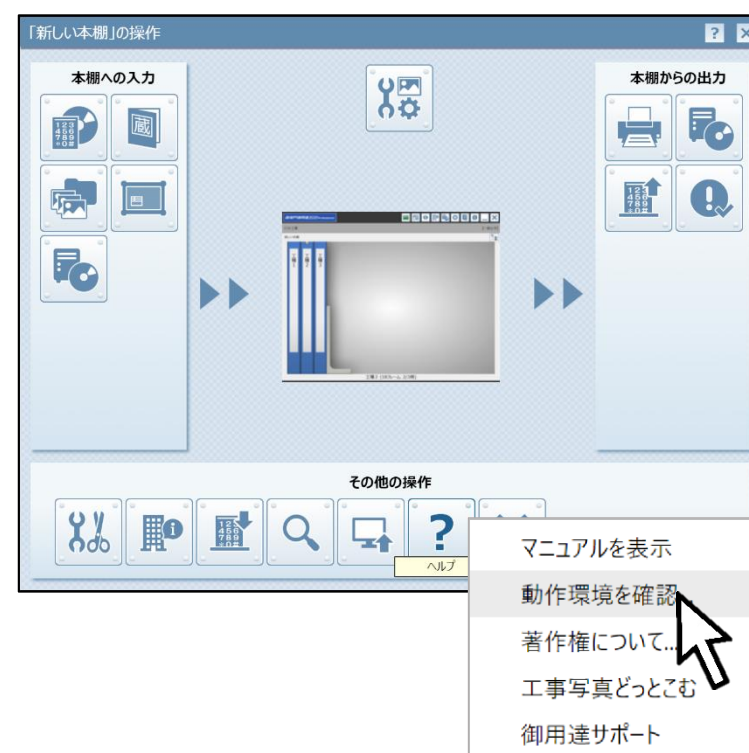 「新しい本棚」の操作
?
本棚への入力
本棚からの出力
蔵
その他の操作
?
ヘルプ
マニュアルを表示
動作環境を確認...
著作権について...
工事写真どっとこむ
御用達サポート